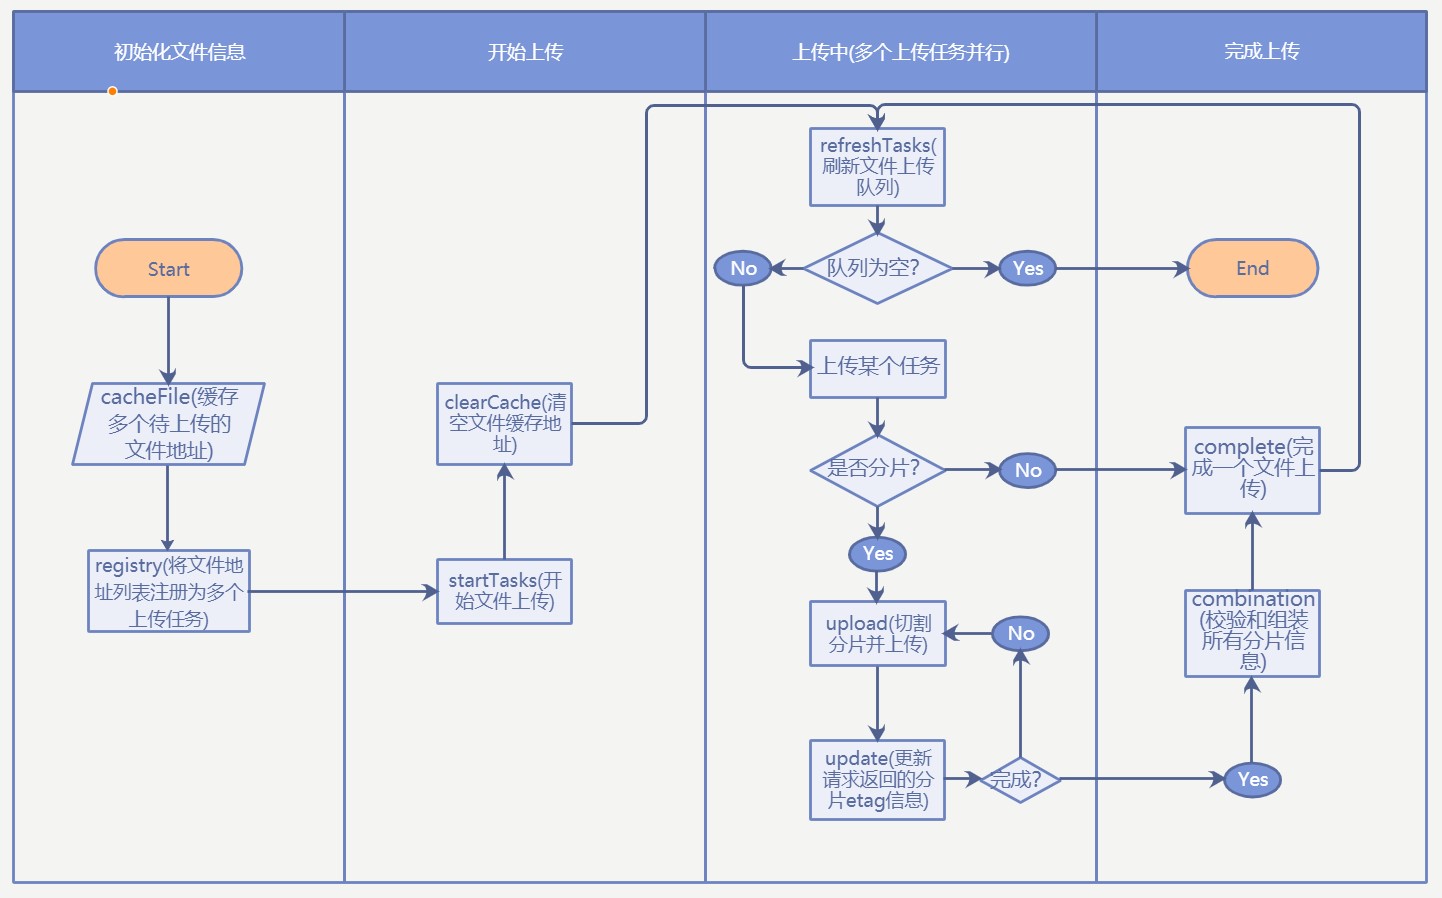 初始化文件信息
开始上传
上传中(多个上传任务并行)
完成上传
Start
cacheFile(缓存
多个待上传的
文件地址)
registry(将文件地
址列表注册为多个
上传任务)
clearCache(清
空文件缓存地
址)
startTasks(开
始文件上传)
refreshTasks(
刷新文件上传
队列)
No
队列为空？
Yes
上传某个任务
是否分片？
No
Yes
upload(切割
分片并上传)
No
update(更新
请求返回的分
片etag信息)
完成？
End
complete(完
成一个文件上
传)
combination
(校验和组装
所有分片信
息)
Yes